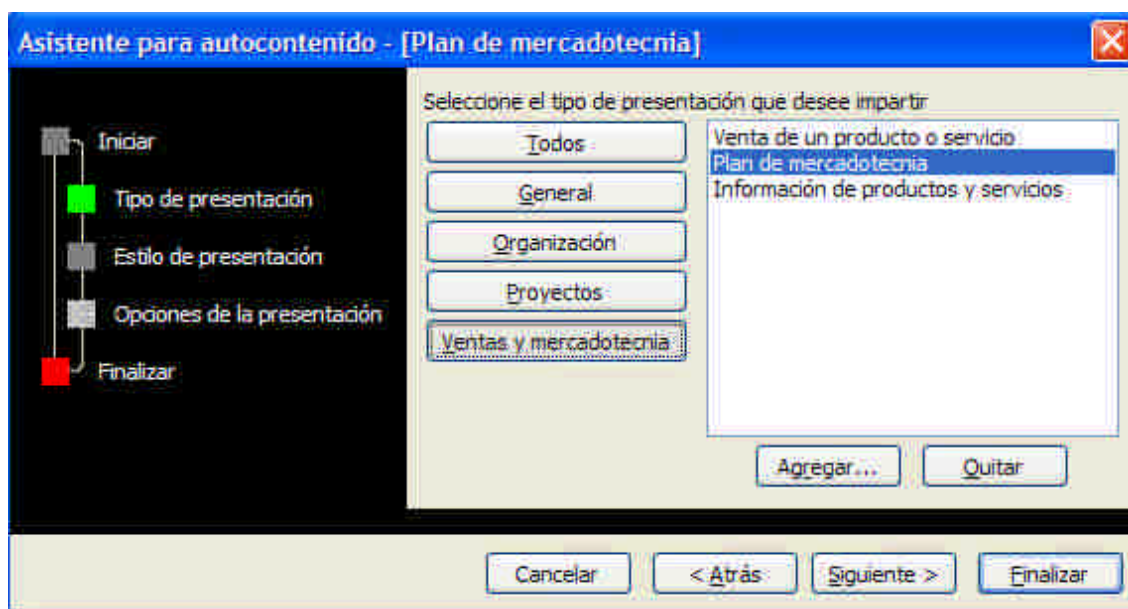 Asistente para autocontenido - [Plan de mercadotecnia]
Iniciar
Tipo de presentación
Estilo de presentación
Opciones de la presentación
Finalizar
Seleccione el tipo de presentación que desee impartir
Todos
General
Organización
Proyectos
Ventas y mercadotecnia
Venta de un producto o servicio
Plan de mercadotecnia
Información de productos y servicios
Agregar...
Quitar
Cancelar
< Atrás
Siguiente >
Finalizar